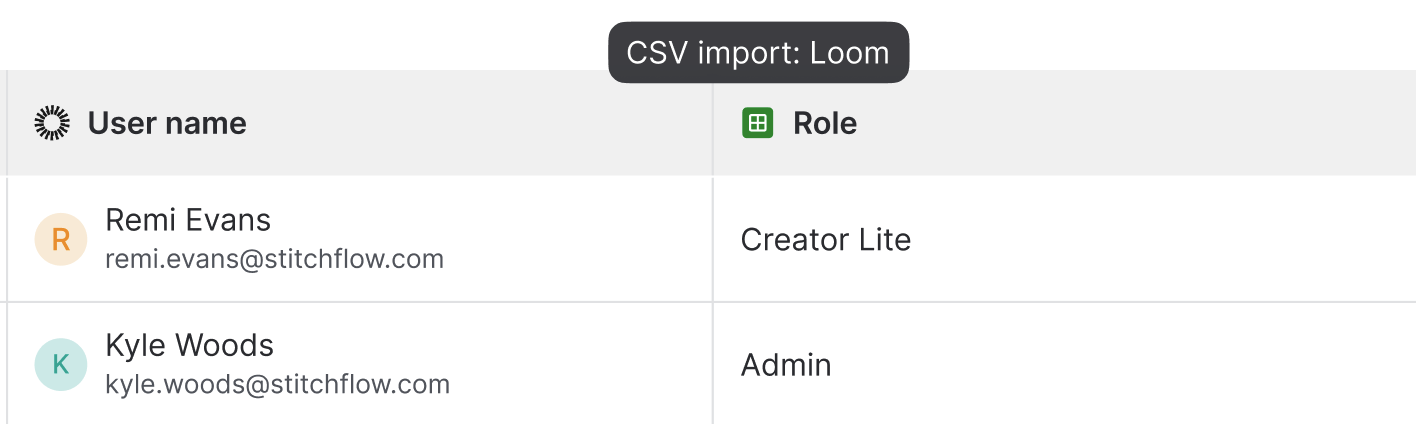 CSV import: Loom
User name
Role
R
Remi Evans
remi.evans@stitchflow.com
Creator Lite
K
Kyle Woods
kyle.woods@stitchflow.com
Admin